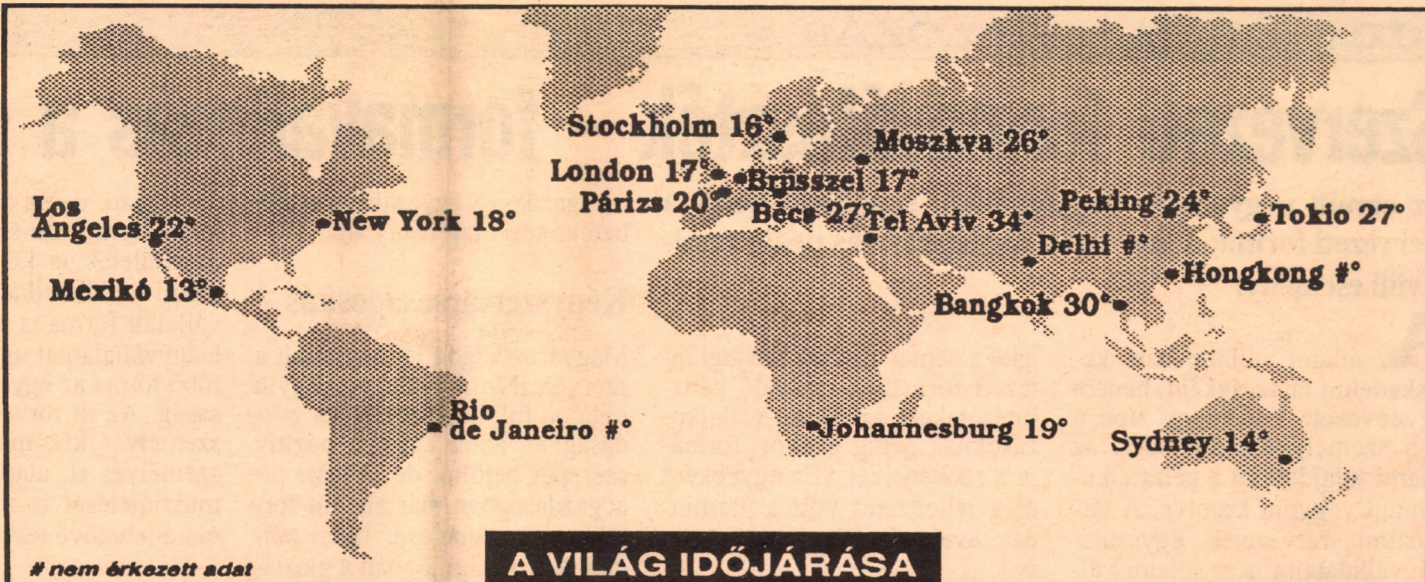 Stockholm 16°
Moszkva 26°
London 17°
Brüsszel 17°
Párizs 20°
Bécs 27°
Tel Aviv 34°
Peking 24°
Tokio 27°
Los
Angeles 22°
New York 18°
Delhi #°
Mexikó 13°
Hongkong #°
Bangkok 30°
Rio
de Janeiro #°
Johannesburg 19°
Sydney 14°
A VILÁG IDŐJÁRÁSA
# nem érkezett adat